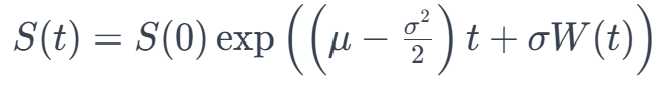 S(t) = S(0) exp((μ − σ²/2) t + σW(t))